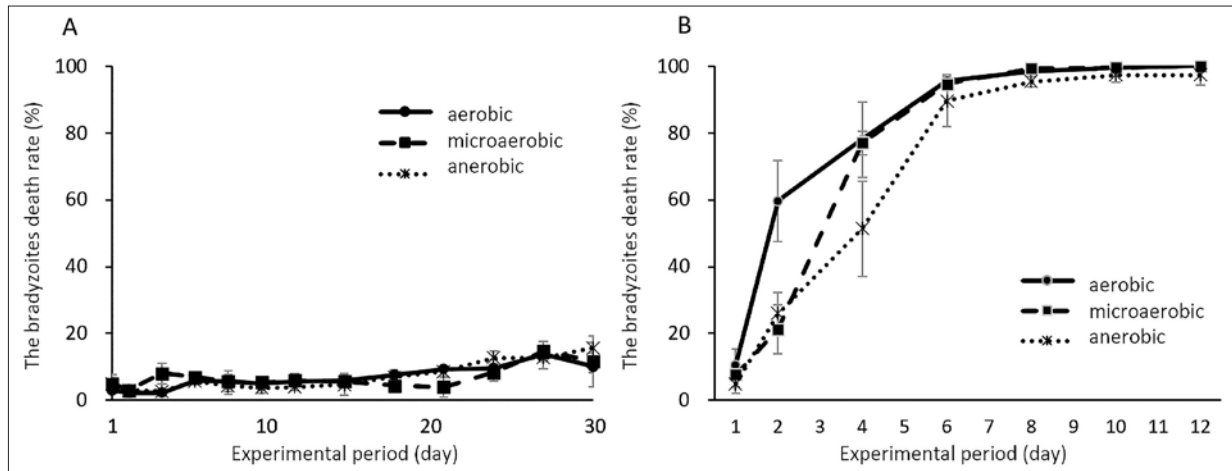 A
The bradyzoites death rate (%)
100
80
60
40
20
0
aerobic
microaerobic
anerobic
1
10
20
30
Experimental period (day)
B
The bradyzoites death rate (%)
100
80
60
40
20
0
aerobic
microaerobic
anerobic
1 2 3 4 5 6 7 8 9 10 11 12
Experimental period (day)